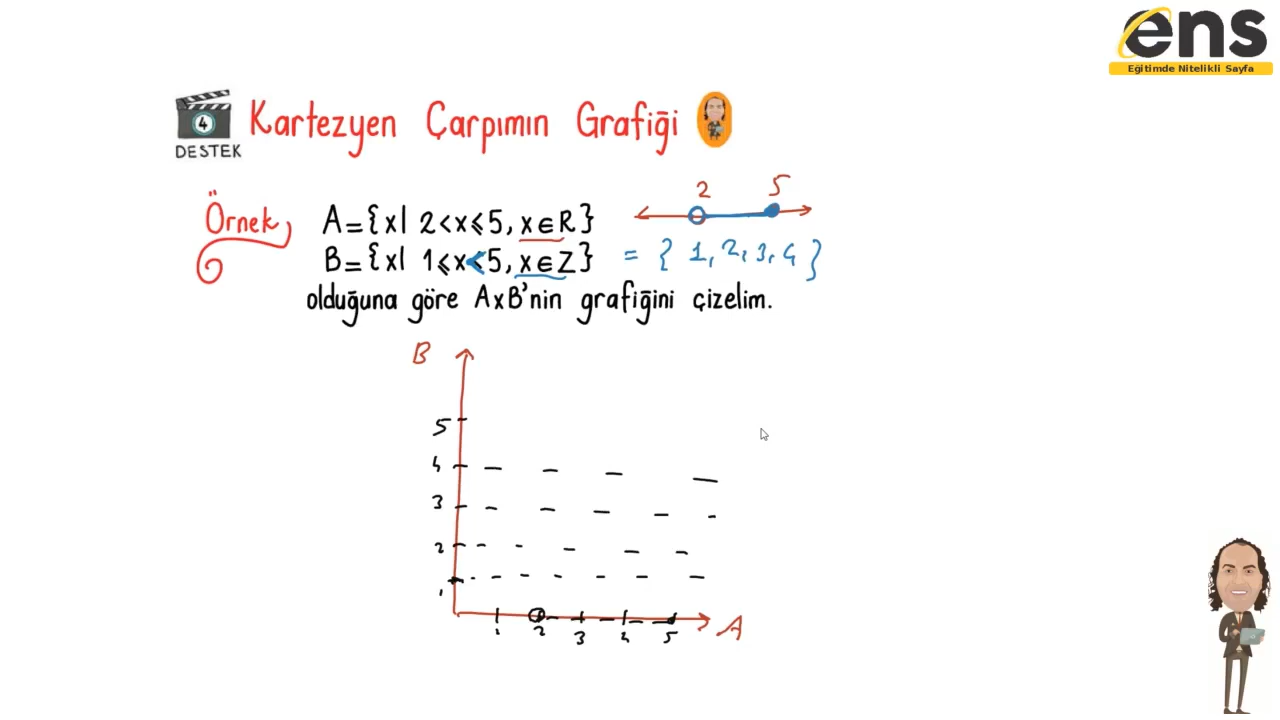 ens
Eğitimde Nitelikli Sayfa
4
DESTEK
Kartezyen Çarpımın Grafiği
Örnek
A={x| 2<x⩽5, x∈R}
2 5
B={x| 1⩽x<5, x∈Z} = { 1, 2, 3, 4 }
olduğuna göre AxB'nin grafiğini çizelim.
B
5
4
3
2
1
1 2 3 4 5 A